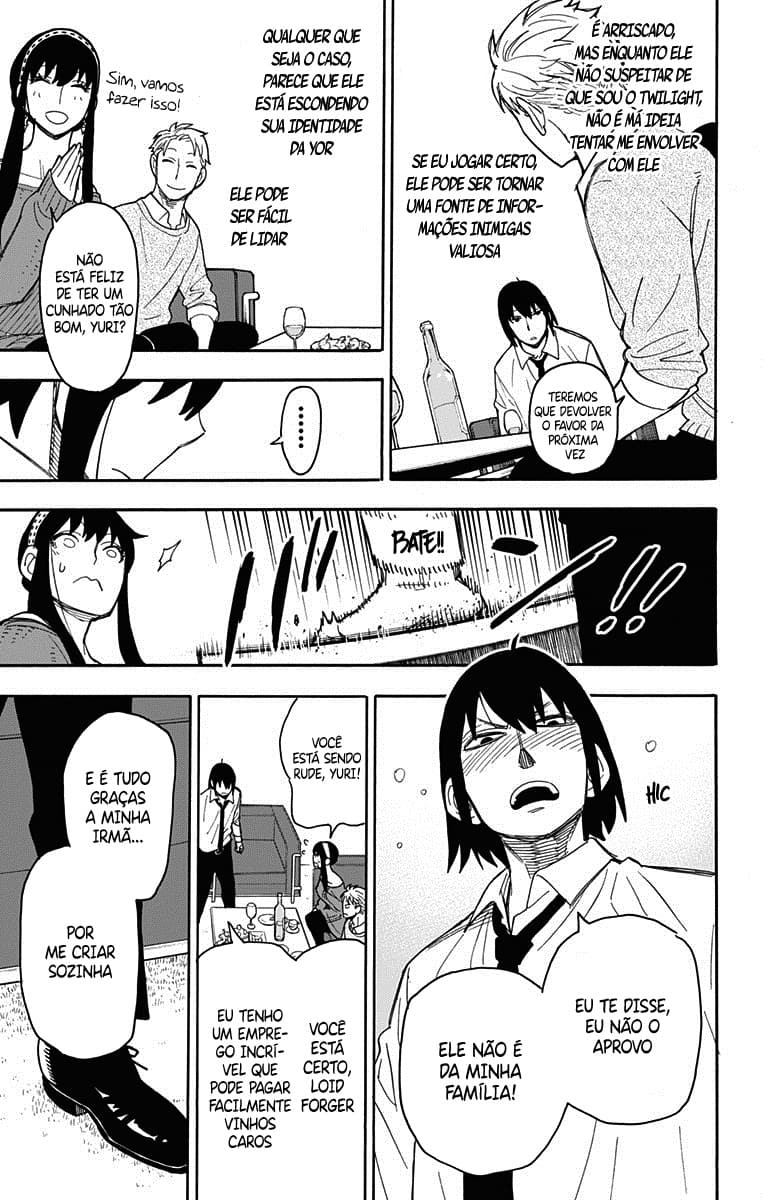 É ARRISCADO,
MAS ENQUANTO ELE
NÃO SUSPEITAR DE
QUE SOU O TWILIGHT,
NÃO É MÁ IDEIA
TENTAR ME ENVOLVER
COM ELE
SE EU JOGAR CERTO,
ELE PODE SER TORNAR
UMA FONTE DE INFOR-
MAÇÕES INIMIGAS
VALIOSA
TEREMOS
QUE DEVOLVER
O FAVOR DA
PRÓXIMA
VEZ
QUALQUER QUE
SEJA O CASO,
PARECE QUE ELE
ESTÁ ESCONDENDO
SUA IDENTIDADE
DA YOR
Sim, vamos
fazer isso!
ELE PODE
SER FÁCIL
DE LIDAR
NÃO
ESTÁ FELIZ
DE TER UM
CUNHADO TÃO
BOM, YURI?
BATE!!
HIC
EU TE DISSE,
EU NÃO O
APROVO
ELE NÃO É
DA MINHA
FAMÍLIA!
VOCÊ
ESTÁ SENDO
RUDE, YURI!
VOCÊ
ESTÁ
CERTO,
LOID
FORGER
EU TENHO
UM EMPRE-
GO INCRÍ-
VEL QUE
PODE PAGAR
FACILMENTE
VINHOS
CAROS
E É TUDO
GRAÇAS
A MINHA
IRMÃ...
POR
ME CRIAR
SOZINHA